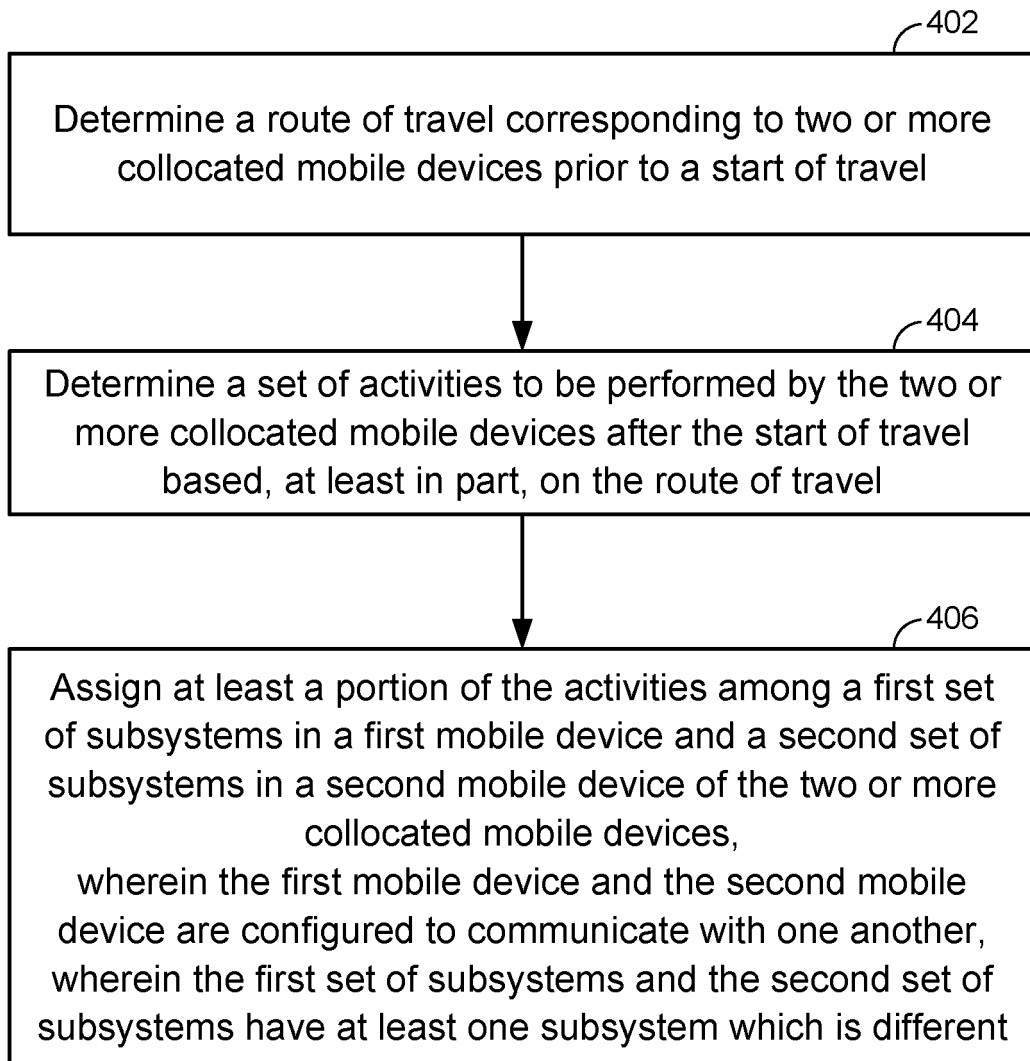 402
Determine a route of travel corresponding to two or more
collocated mobile devices prior to a start of travel
404
Determine a set of activities to be performed by the two or
more collocated mobile devices after the start of travel
based, at least in part, on the route of travel
406
Assign at least a portion of the activities among a first set
of subsystems in a first mobile device and a second set of
subsystems in a second mobile device of the two or more
collocated mobile devices,
wherein the first mobile device and the second mobile
device are configured to communicate with one another,
wherein the first set of subsystems and the second set of
subsystems have at least one subsystem which is different